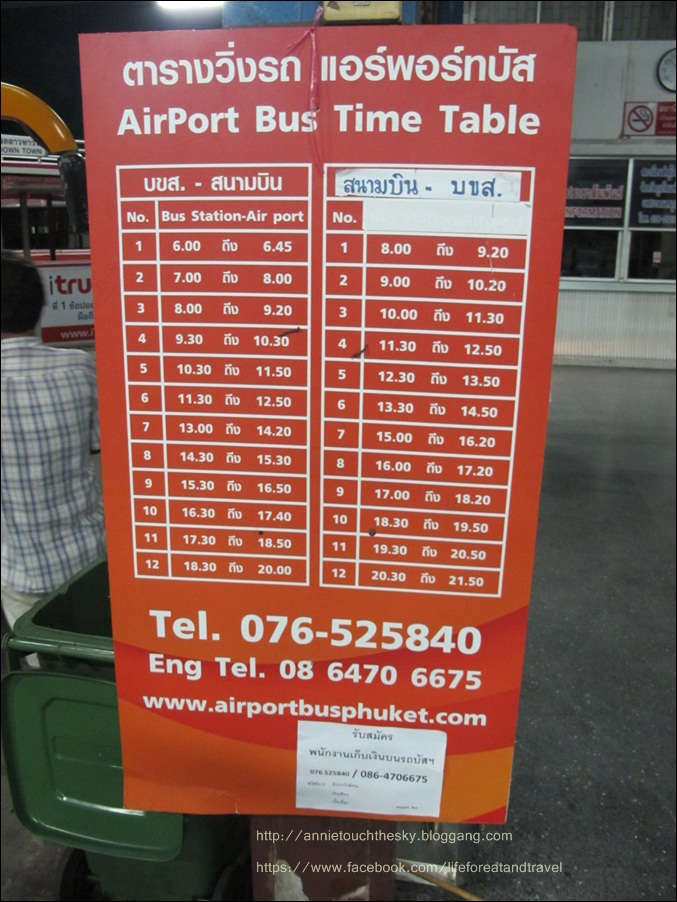 ตารางวิ่งรถ แอร์พอร์ทบัส
AirPort Bus Time Table
บขส. - สนามบิน
No. Bus Station-Air port
1 6.00 ถึง 6.45
2 7.00 ถึง 8.00
3 8.00 ถึง 9.20
4 9.30 ถึง 10.30
5 10.30 ถึง 11.50
6 11.30 ถึง 12.50
7 13.00 ถึง 14.20
8 14.30 ถึง 15.30
9 15.30 ถึง 16.50
10 16.30 ถึง 17.40
11 17.30 ถึง 18.50
12 18.30 ถึง 20.00
สนามบิน - บขส.
No.
1 8.00 ถึง 9.20
2 9.00 ถึง 10.20
3 10.00 ถึง 11.30
4 11.30 ถึง 12.50
5 12.30 ถึง 13.50
6 13.30 ถึง 14.50
7 15.00 ถึง 16.20
8 16.00 ถึง 17.20
9 17.00 ถึง 18.20
10 18.30 ถึง 19.50
11 19.30 ถึง 20.50
12 20.30 ถึง 21.50
Tel. 076-525840
Eng Tel. 08 6470 6675
www.airportbusphuket.com
รับสมัคร
พนักงานเก็บเงินบนรถบัสฯ
076 525840 / 086-4706675
itru
ที่ 1
www.
INFORMATION
http://annietouchthesky.bloggang.com
https://www.facebook.com/lifeforeatandtravel